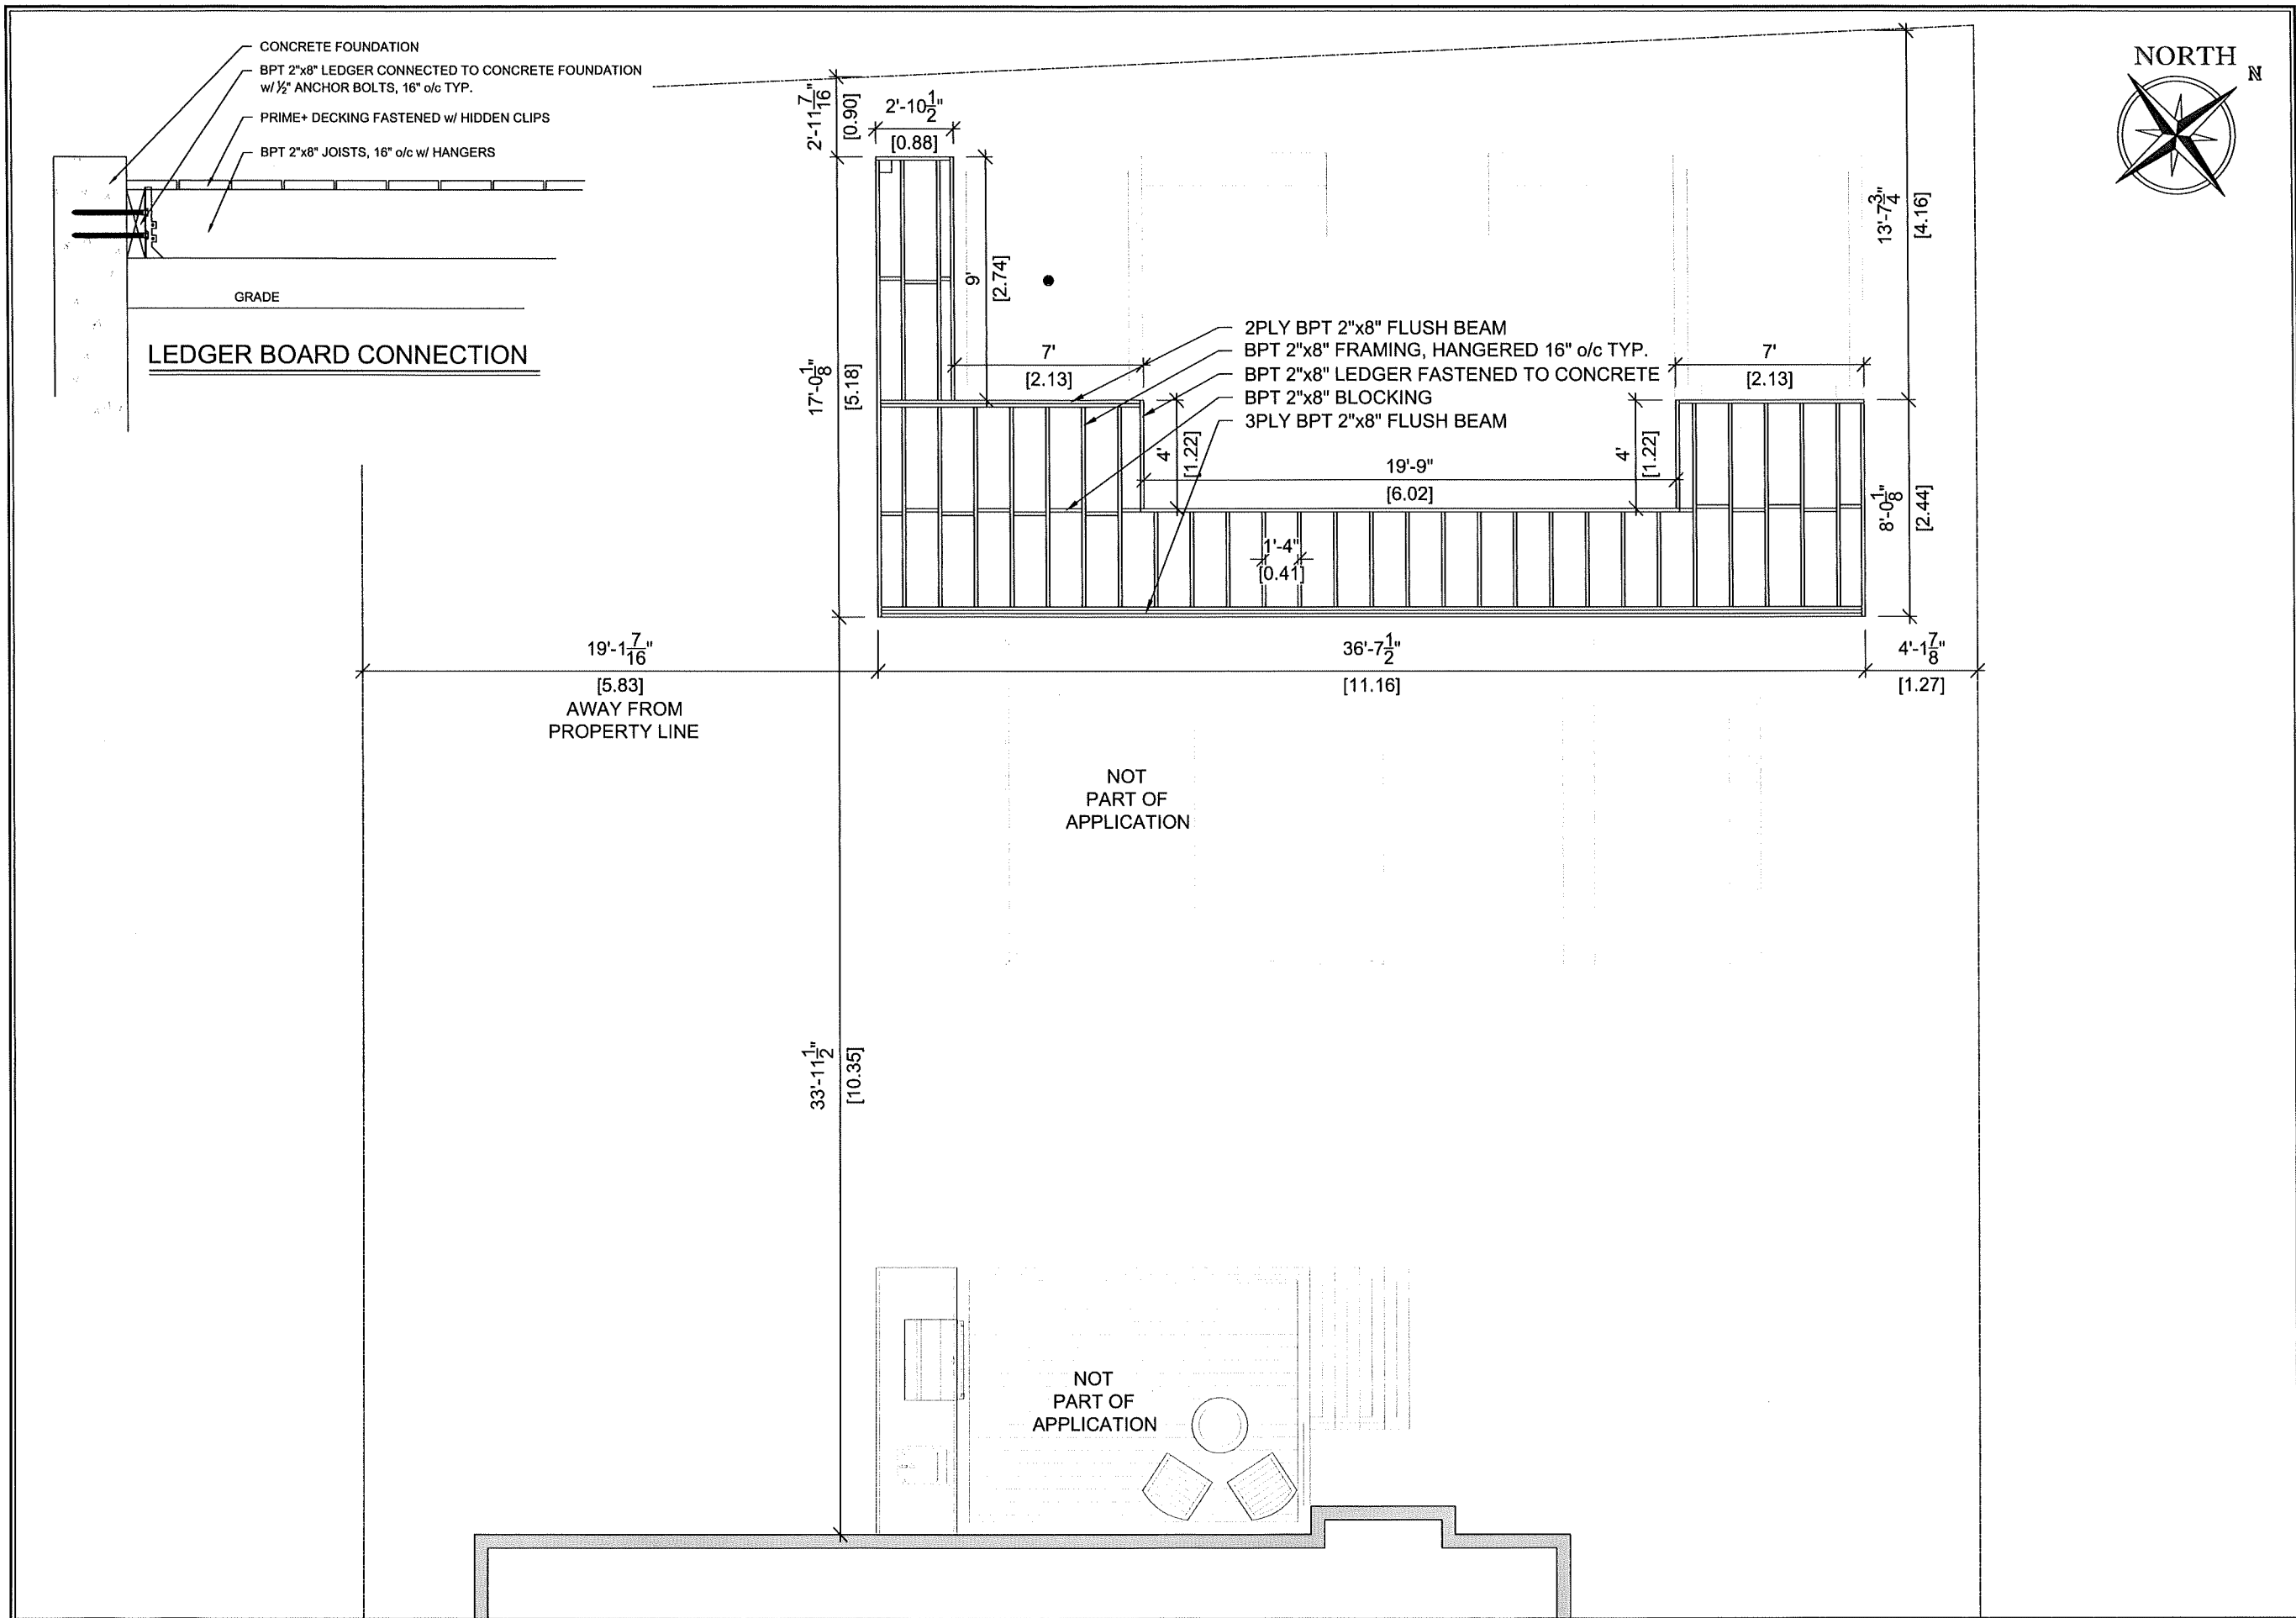 CONCRETE FOUNDATION
BPT 2"x8" LEDGER CONNECTED TO CONCRETE FOUNDATION
w/ ½" ANCHOR BOLTS, 16" o/c TYP.
PRIME+ DECKING FASTENED w/ HIDDEN CLIPS
BPT 2"x8" JOISTS, 16" o/c w/ HANGERS
GRADE
LEDGER BOARD CONNECTION
NORTH
N
2'-11 7/16"
[0.90]
2'-10 1/2"
[0.88]
13'-7 3/4"
[4.16]
9'
[2.74]
17'-0 1/8"
[5.18]
7'
[2.13]
2PLY BPT 2"x8" FLUSH BEAM
BPT 2"x8" FRAMING, HANGERED 16" o/c TYP.
BPT 2"x8" LEDGER FASTENED TO CONCRETE
BPT 2"x8" BLOCKING
3PLY BPT 2"x8" FLUSH BEAM
7'
[2.13]
4'
[1.22]
4'
[1.22]
19'-9"
[6.02]
8'-0 1/8"
[2.44]
1'-4"
[0.41]
19'-1 7/16"
[5.83]
AWAY FROM
PROPERTY LINE
36'-7 1/2"
[11.16]
4'-1 7/8"
[1.27]
NOT
PART OF
APPLICATION
33'-11 1/2"
[10.35]
NOT
PART OF
APPLICATION